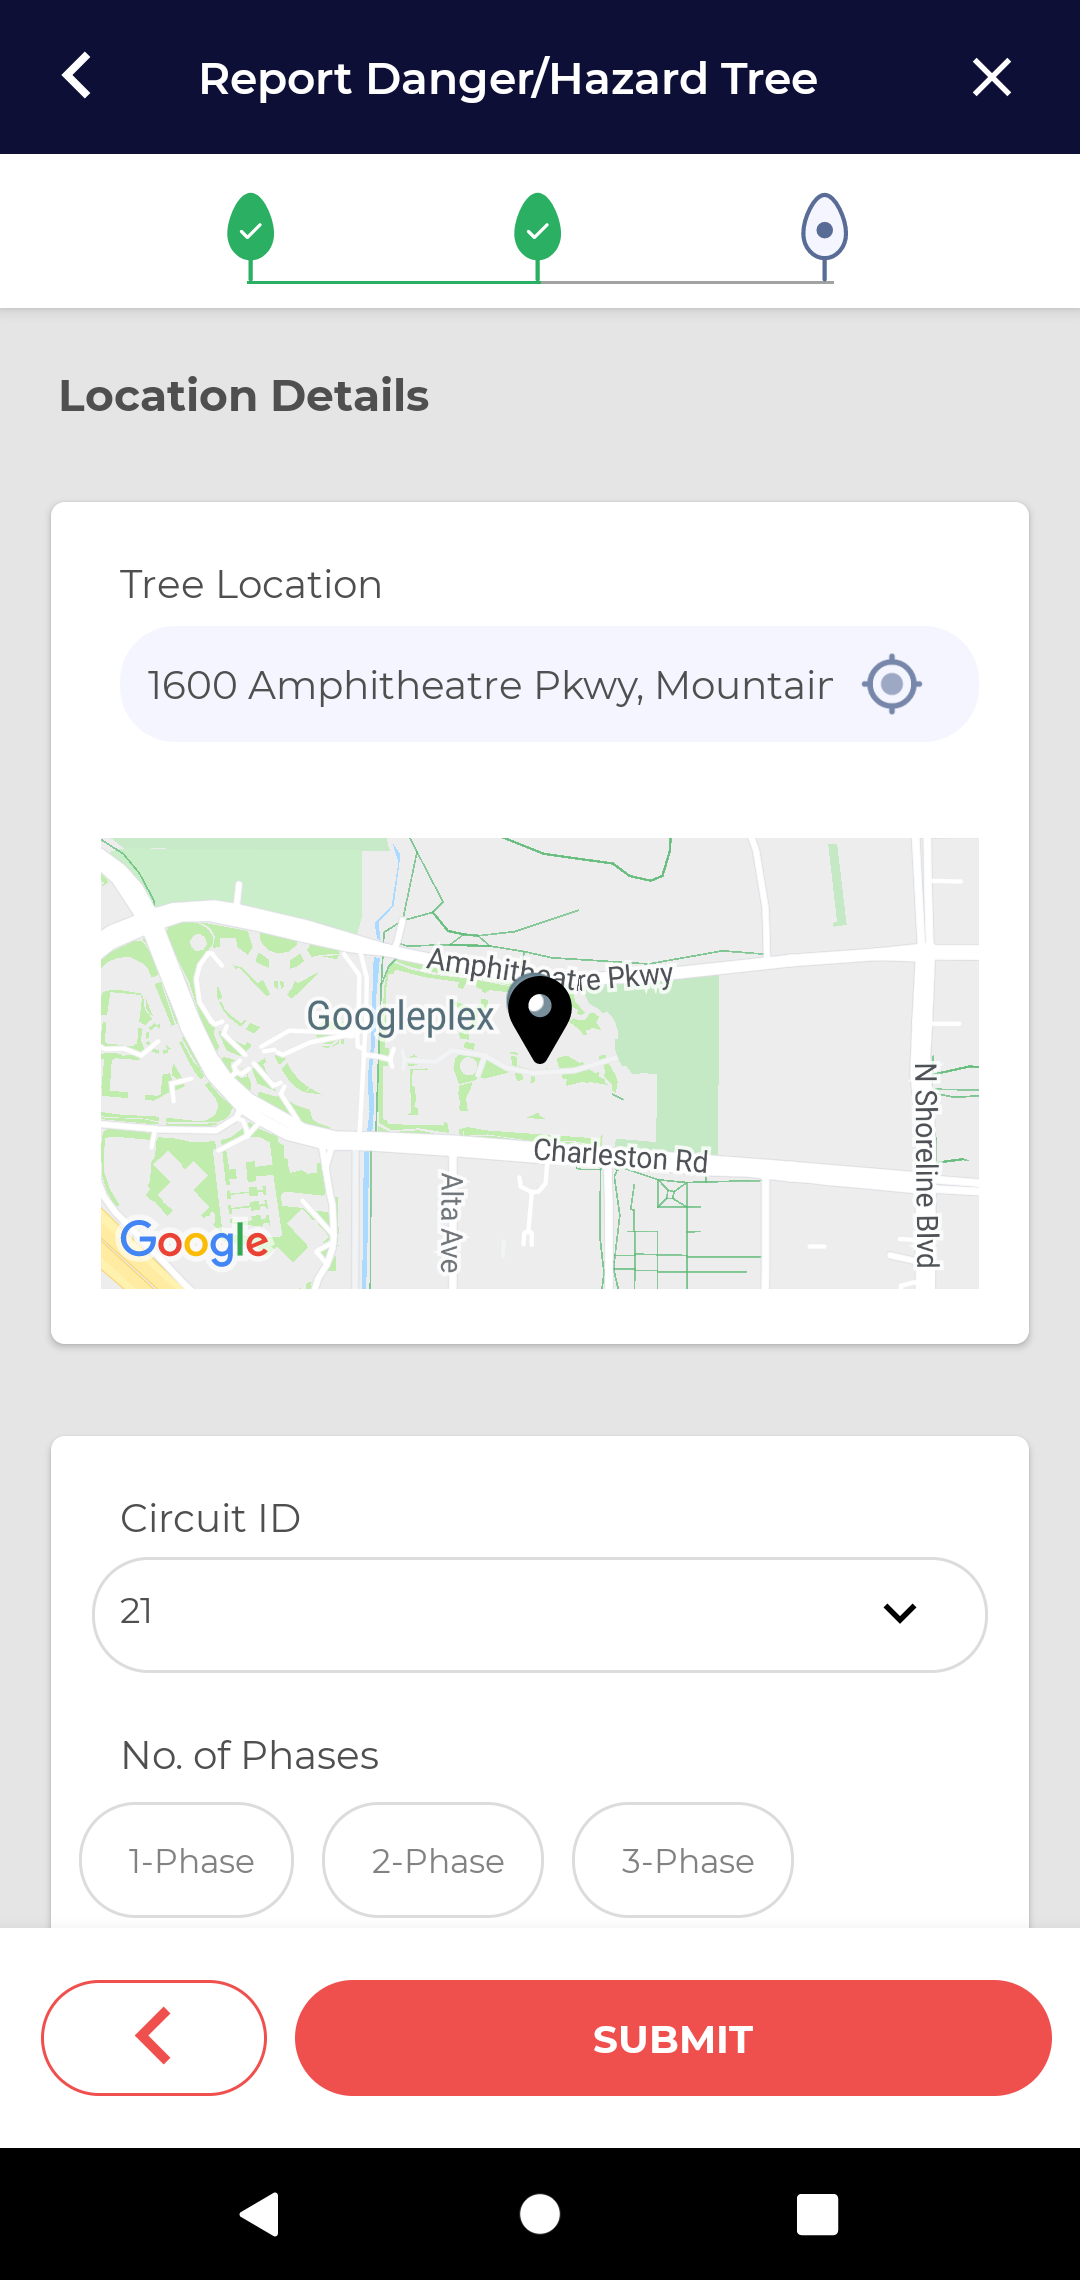 Report Danger/Hazard Tree
Location Details
Tree Location
1600 Amphitheatre Pkwy, Mountain
Amphitheatre Pkwy
Googleplex
Charleston Rd
N Shoreline Blvd
Alta Ave
Google
Circuit ID
21
No. of Phases
1-Phase 2-Phase 3-Phase
SUBMIT